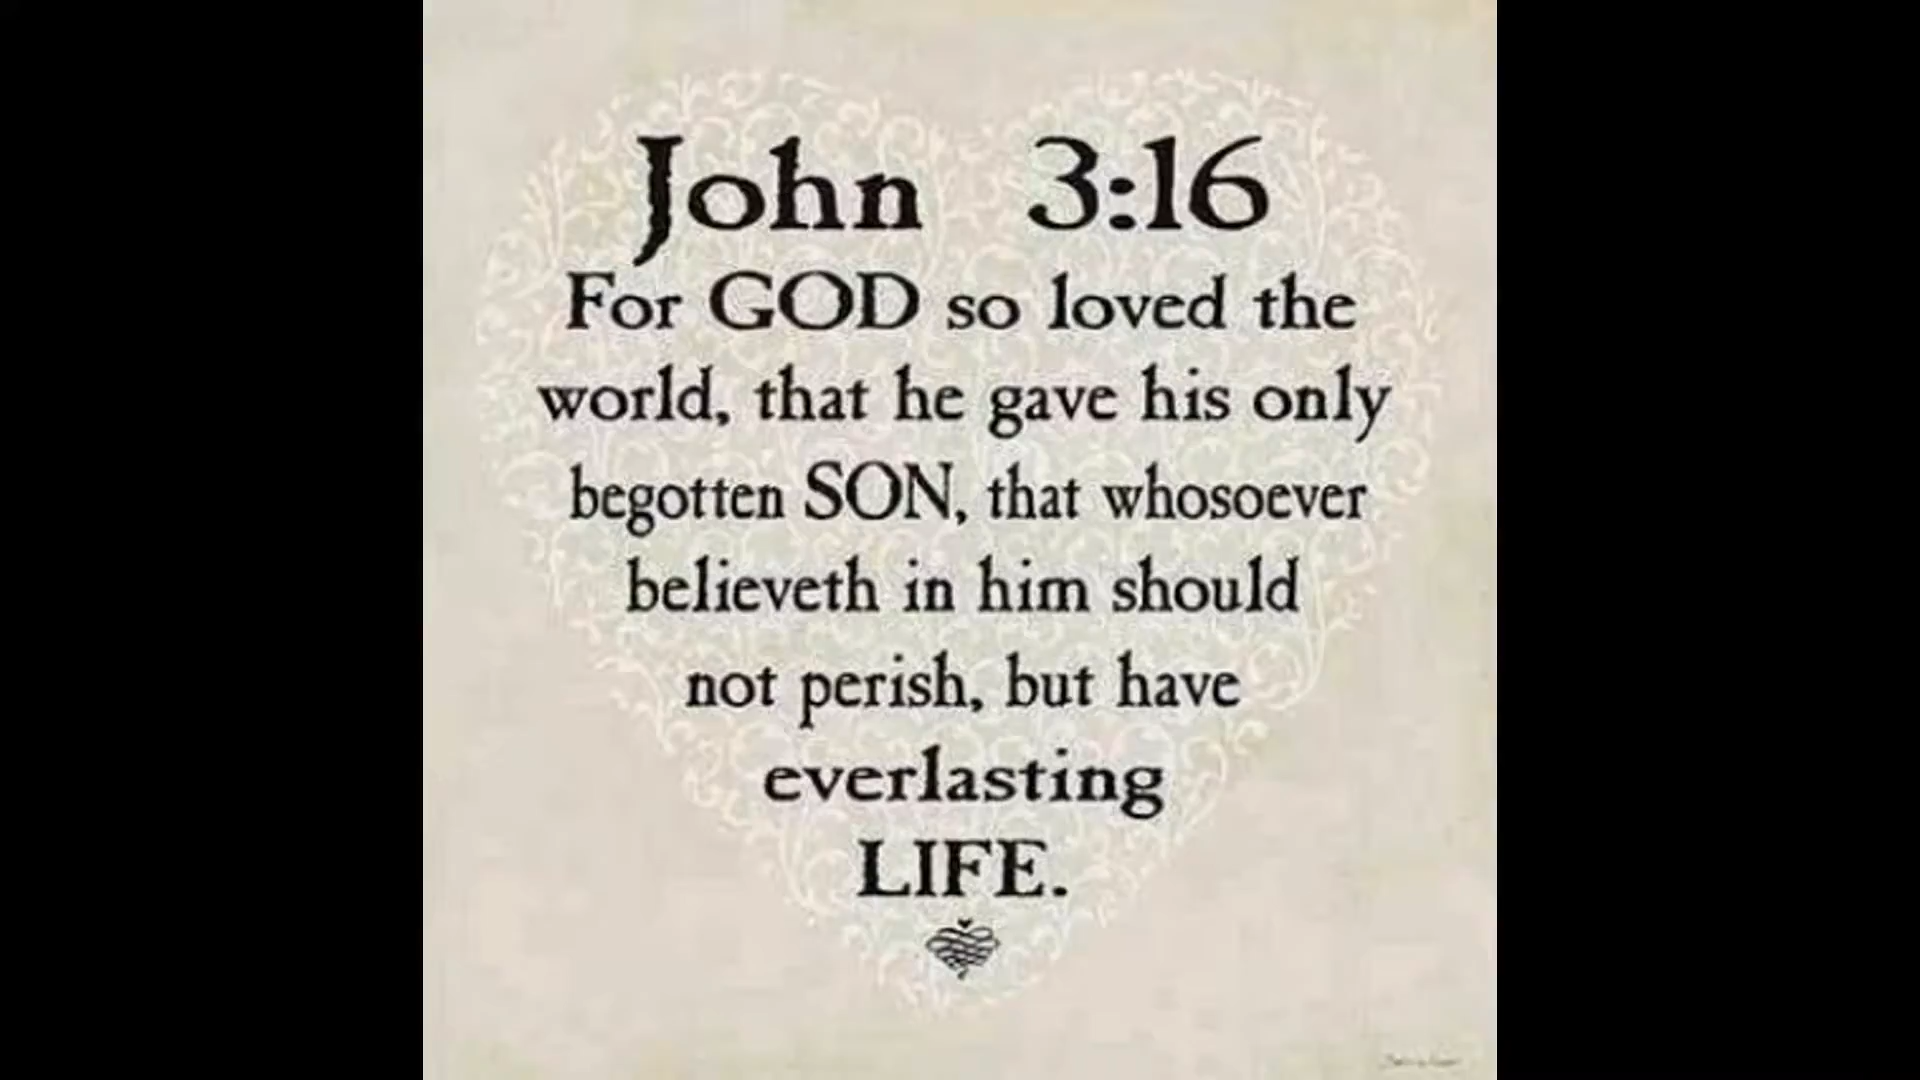 John 3:16
For GOD so loved the
world, that he gave his only
begotten SON, that whosoever
believeth in him should
not perish, but have
everlasting
LIFE.